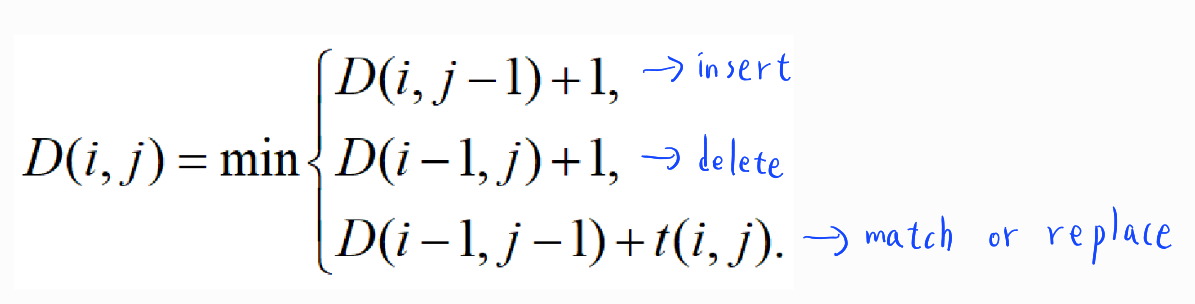 D(i, j−1)+1, → insert
D(i, j) = min { D(i−1, j)+1, → delete
D(i−1, j−1)+t(i, j). → match or replace